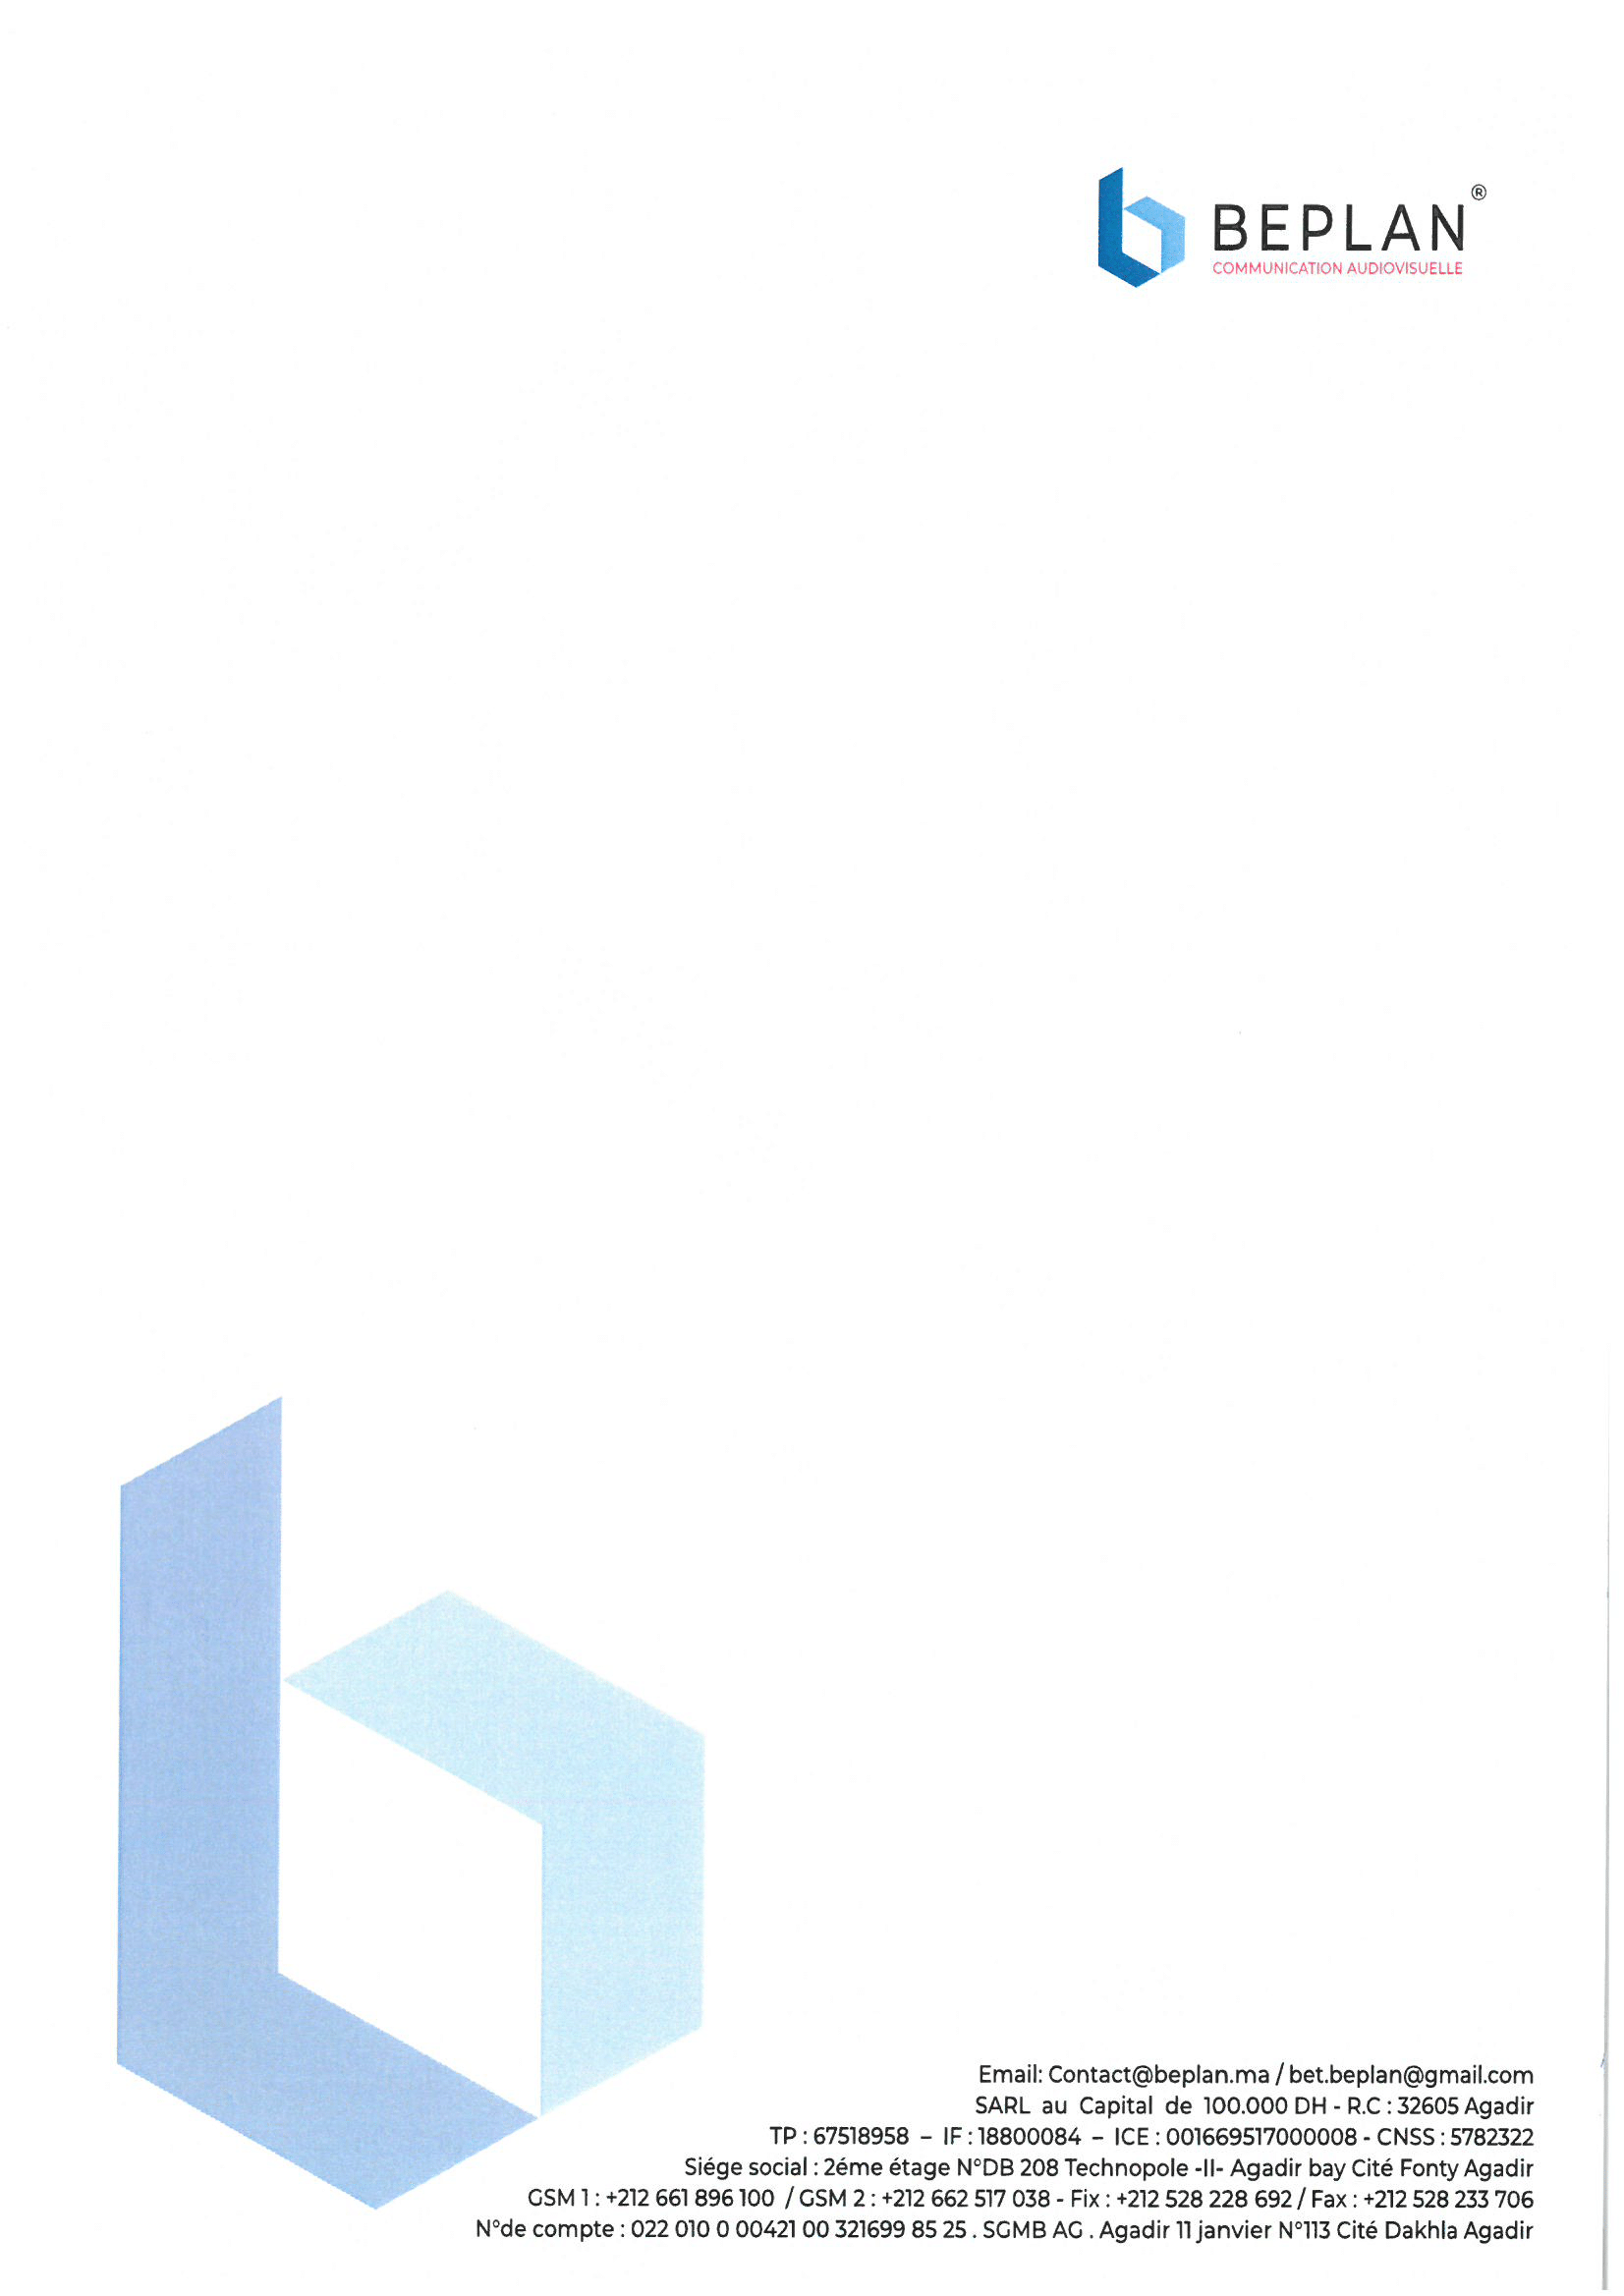 BEPLAN®
COMMUNICATION AUDIOVISUELLE
Email: Contact@beplan.ma / bet.beplan@gmail.com
SARL au Capital de 100.000 DH - R.C : 32605 Agadir
TP : 67518958 – IF : 18800084 – ICE : 001669517000008 - CNSS : 5782322
Siége social : 2éme étage N°DB 208 Technopole -II- Agadir bay Cité Fonty Agadir
GSM 1 : +212 661 896 100 / GSM 2 : +212 662 517 038 - Fix : +212 528 228 692 / Fax : +212 528 233 706
N°de compte : 022 010 0 00421 00 321699 85 25 . SGMB AG . Agadir 11 janvier N°113 Cité Dakhla Agadir